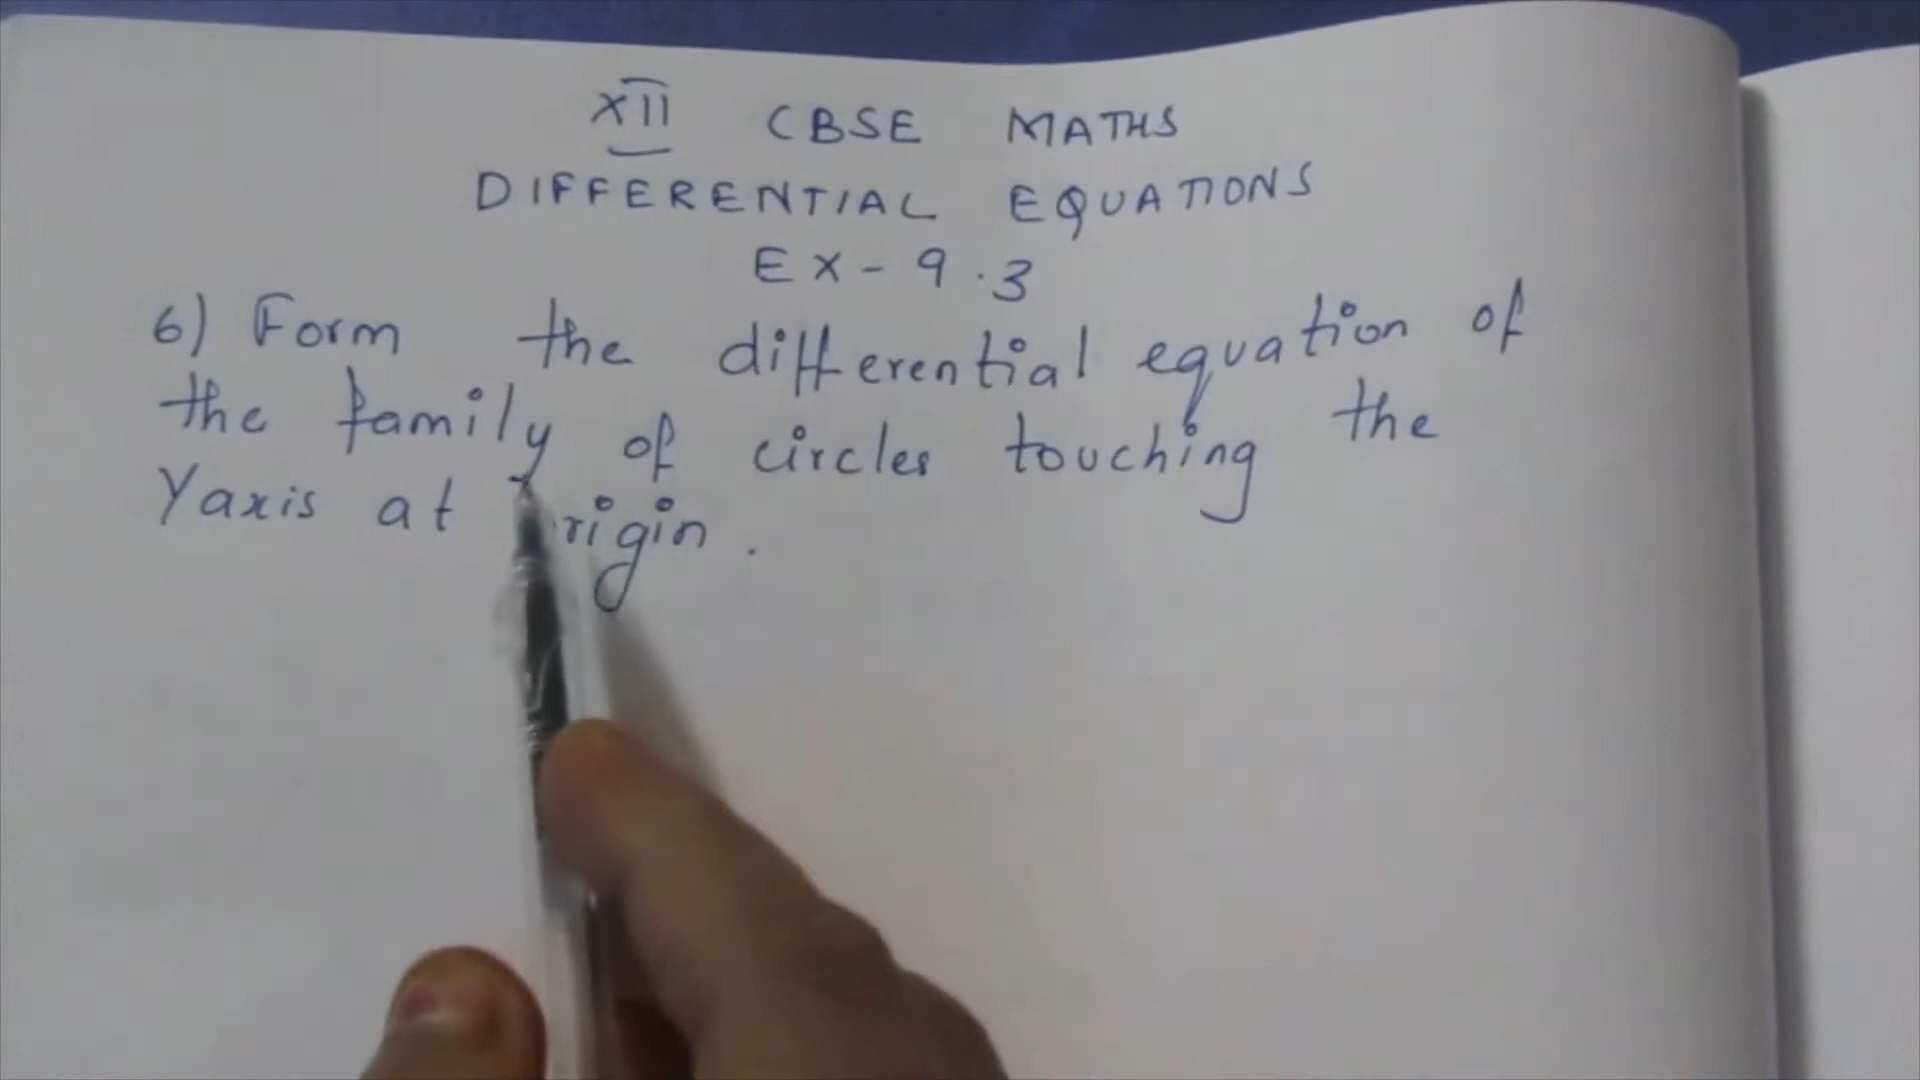 XII CBSE MATHS
DIFFERENTIAL EQUATIONS
EX - 9.3
6) Form the differential equation of
the family of circles touching the
Yaxis at rigin.